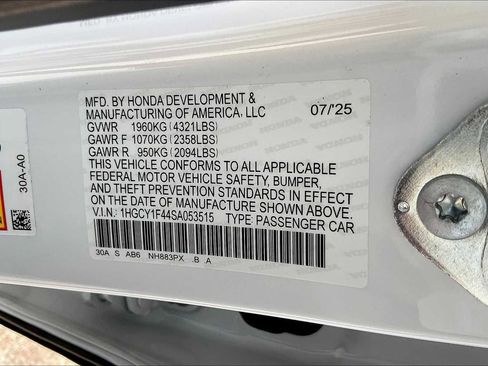 MFD. BY HONDA DEVELOPMENT &
MANUFACTURING OF AMERICA, LLC 07/'25
GVWR 1960KG (4321LBS)
GAWR F 1070KG (2358LBS)
GAWR R 950KG (2094LBS)
THIS VEHICLE CONFORMS TO ALL APPLICABLE
FEDERAL MOTOR VEHICLE SAFETY, BUMPER,
AND THEFT PREVENTION STANDARDS IN EFFECT
ON THE DATE OF MANUFACTURE SHOWN ABOVE.
V.I.N.: 1HGCY1F44SA053515 TYPE PASSENGER CAR
30A S AB6 NH883PX .B A
30A-A0